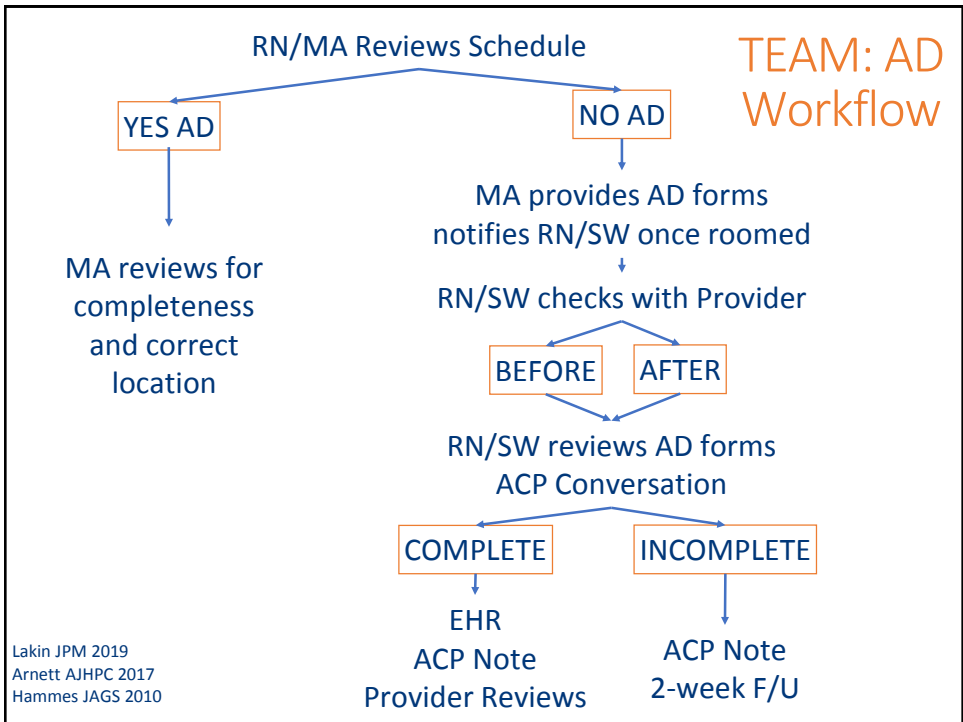 RN/MA Reviews Schedule
TEAM: AD
Workflow
YES AD
NO AD
MA provides AD forms
notifies RN/SW once roomed
MA reviews for
completeness
and correct
location
RN/SW checks with Provider
BEFORE
AFTER
RN/SW reviews AD forms
ACP Conversation
COMPLETE
INCOMPLETE
EHR
ACP Note
Provider Reviews
ACP Note
2-week F/U
Lakin JPM 2019
Arnett AJHPC 2017
Hammes JAGS 2010